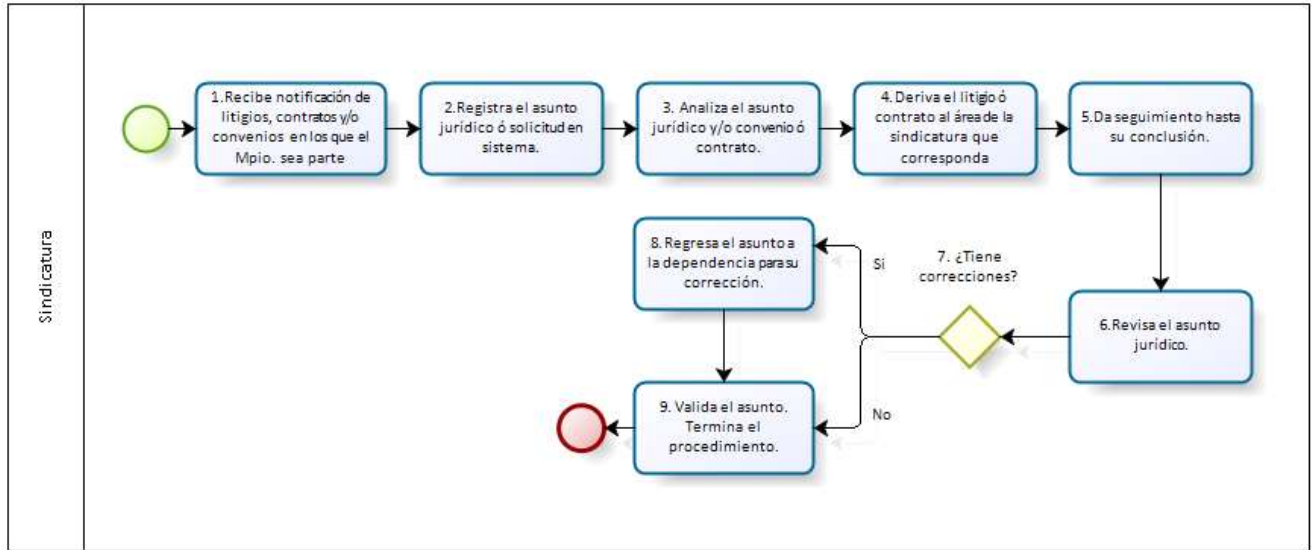 Sindicatura
1.Recibe notificación de
litigios, contratos y/o
convenios en los que el
Mpio. sea parte
2.Registra el asunto
jurídico ó solicitud en
sistema.
3. Analiza el asunto
jurídico y/o convenio ó
contrato.
4. Deriva el litigio ó
contrato al área de la
sindicatura que
corresponda
5.Da seguimiento hasta
su conclusión.
6.Revisa el asunto
jurídico.
7. ¿Tiene
correcciones?
Si
No
8. Regresa el asunto a
la dependencia para su
corrección.
9. Valida el asunto.
Termina el
procedimiento.